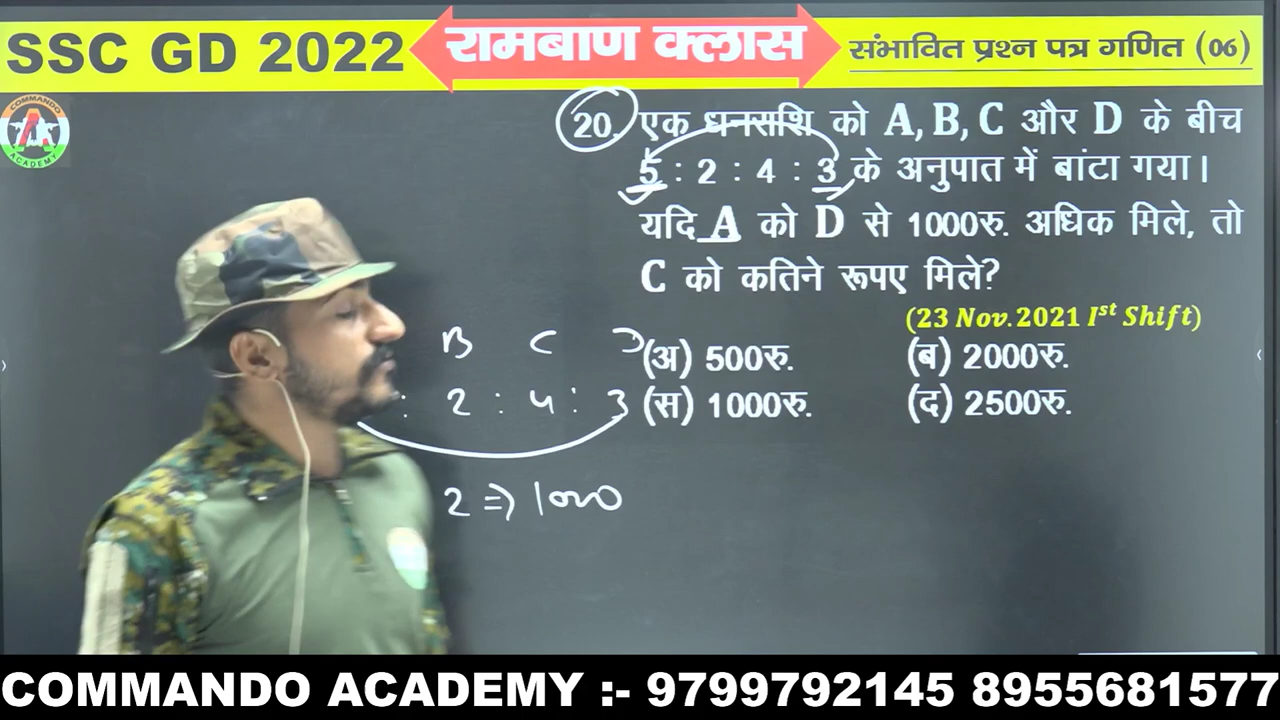 SSC GD 2022
रामबाण क्लास
संभावित प्रश्न पत्र गणित (06)
COMMANDO
ACADEMY
20. एक धनराशि को A, B, C और D के बीच
5 : 2 : 4 : 3 के अनुपात में बांटा गया।
यदि A को D से 1000रु. अधिक मिले, तो
C को कतिने रूपए मिले?
(23 Nov.2021 Ist Shift)
(अ) 500रु. (ब) 2000रु.
(स) 1000रु. (द) 2500रु.
B C D
: 2 : 4 : 3
2 ⇒ 1000
COMMANDO ACADEMY :- 9799792145 8955681577